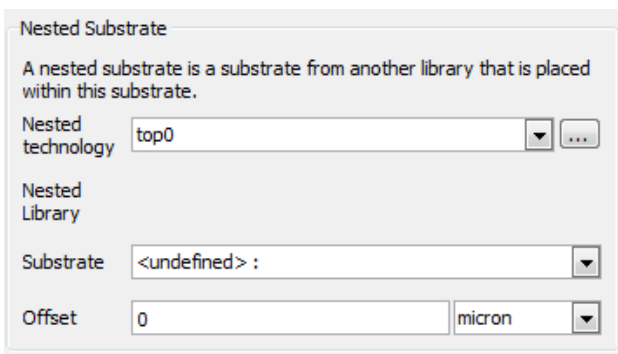 Nested Substrate
A nested substrate is a substrate from another library that is placed
within this substrate.
Nested
technology
top0
...
Nested
Library
Substrate
<undefined> :
Offset
0
micron